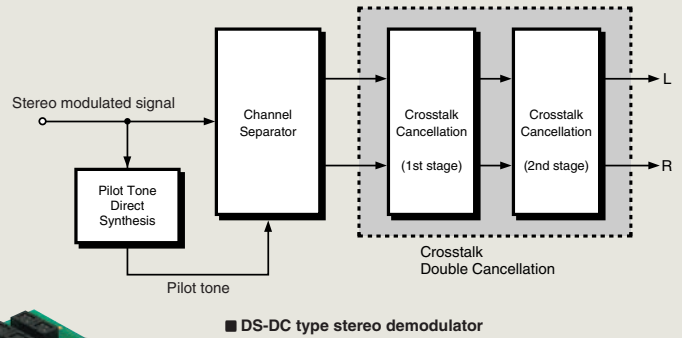 Stereo modulated signal
Channel
Separator
Crosstalk
Cancellation
(1st stage)
Crosstalk
Cancellation
(2nd stage)
L
R
Pilot Tone
Direct
Synthesis
Pilot tone
Crosstalk
Double Cancellation
■ DS-DC type stereo demodulator